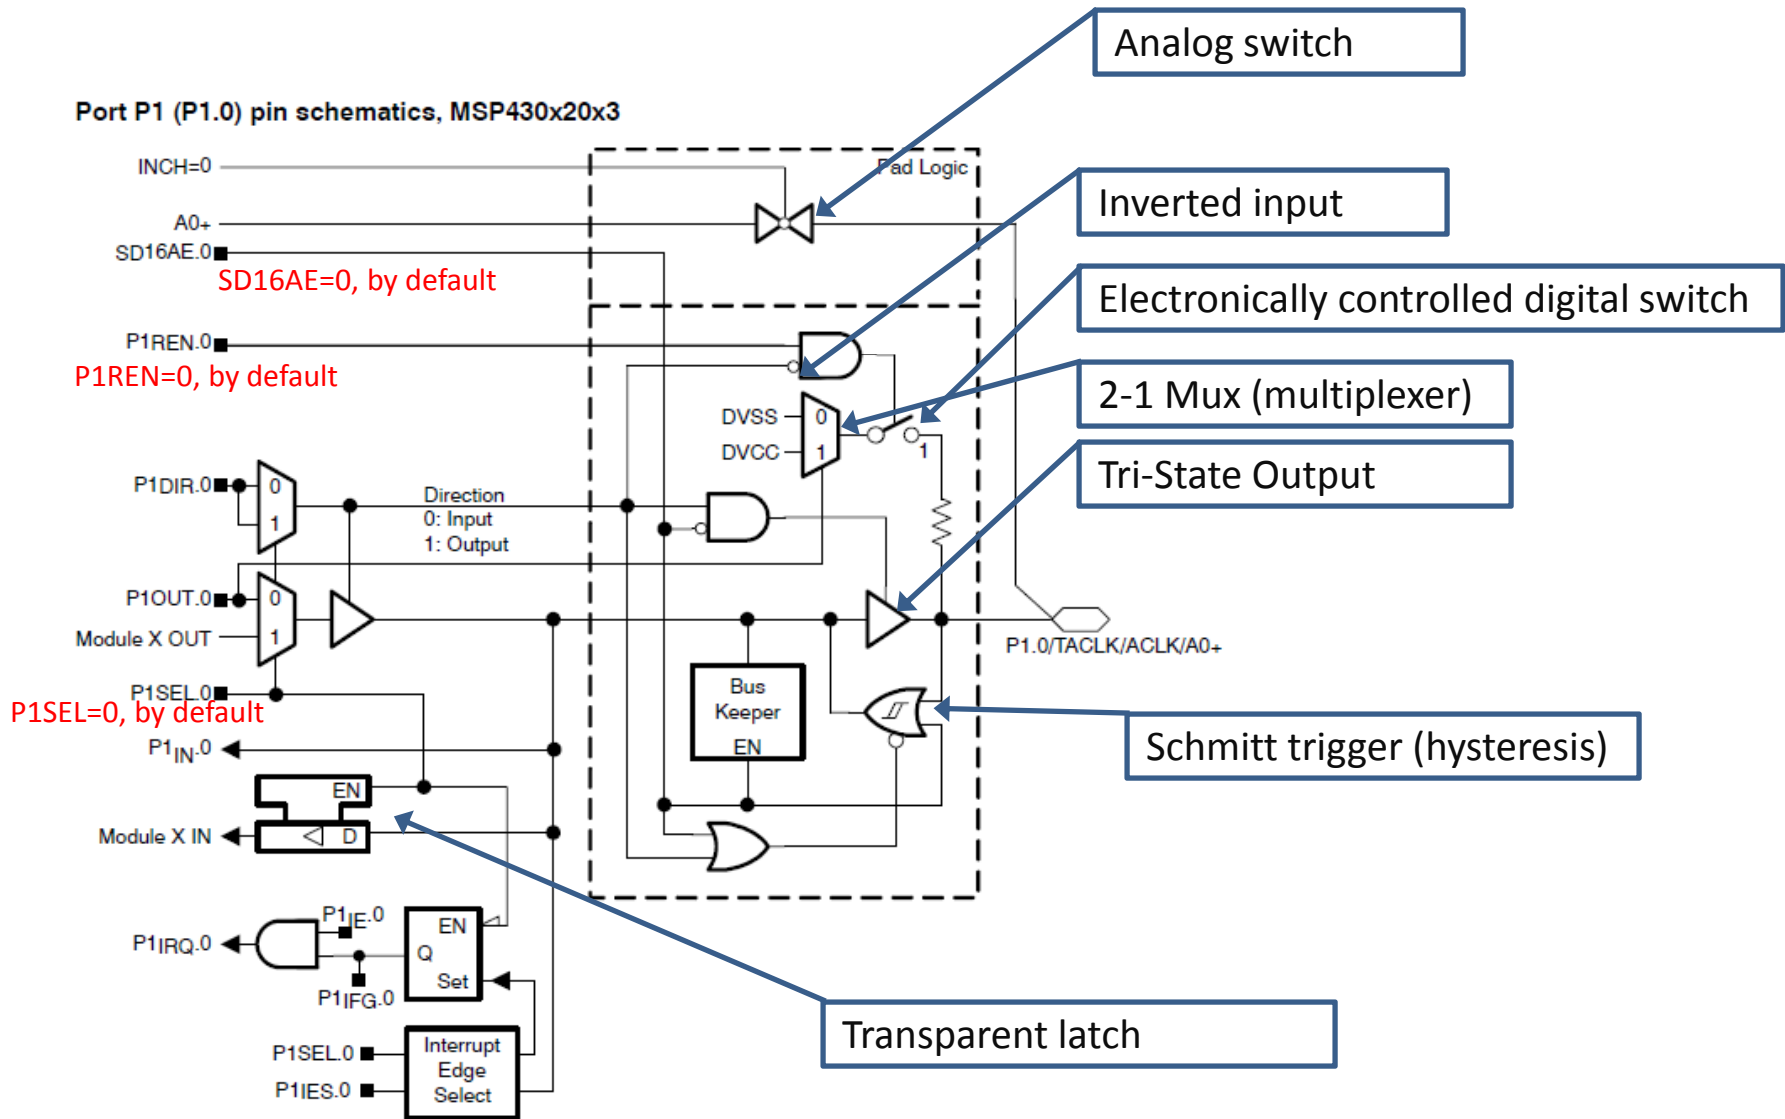 Analog switch
Port P1 (P1.0) pin schematics, MSP430x20x3
INCH=0
Pad Logic
Inverted input
A0+
SD16AE.0
SD16AE=0, by default
Electronically controlled digital switch
P1REN.0
P1REN=0, by default
2-1 Mux (multiplexer)
DVSS
0
DVCC
1
1
Tri-State Output
P1DIR.0
0
1
Direction
0: Input
1: Output
P1OUT.0
0
Module X OUT
1
P1.0/TACLK/ACLK/A0+
P1SEL.0
P1SEL=0, by default
Bus
Keeper
EN
Schmitt trigger (hysteresis)
P1IN.0
EN
Module X IN
D
P1IE.0
P1IRQ.0
EN
Q
Set
P1IFG.0
Transparent latch
P1SEL.0
P1IES.0
Interrupt
Edge
Select